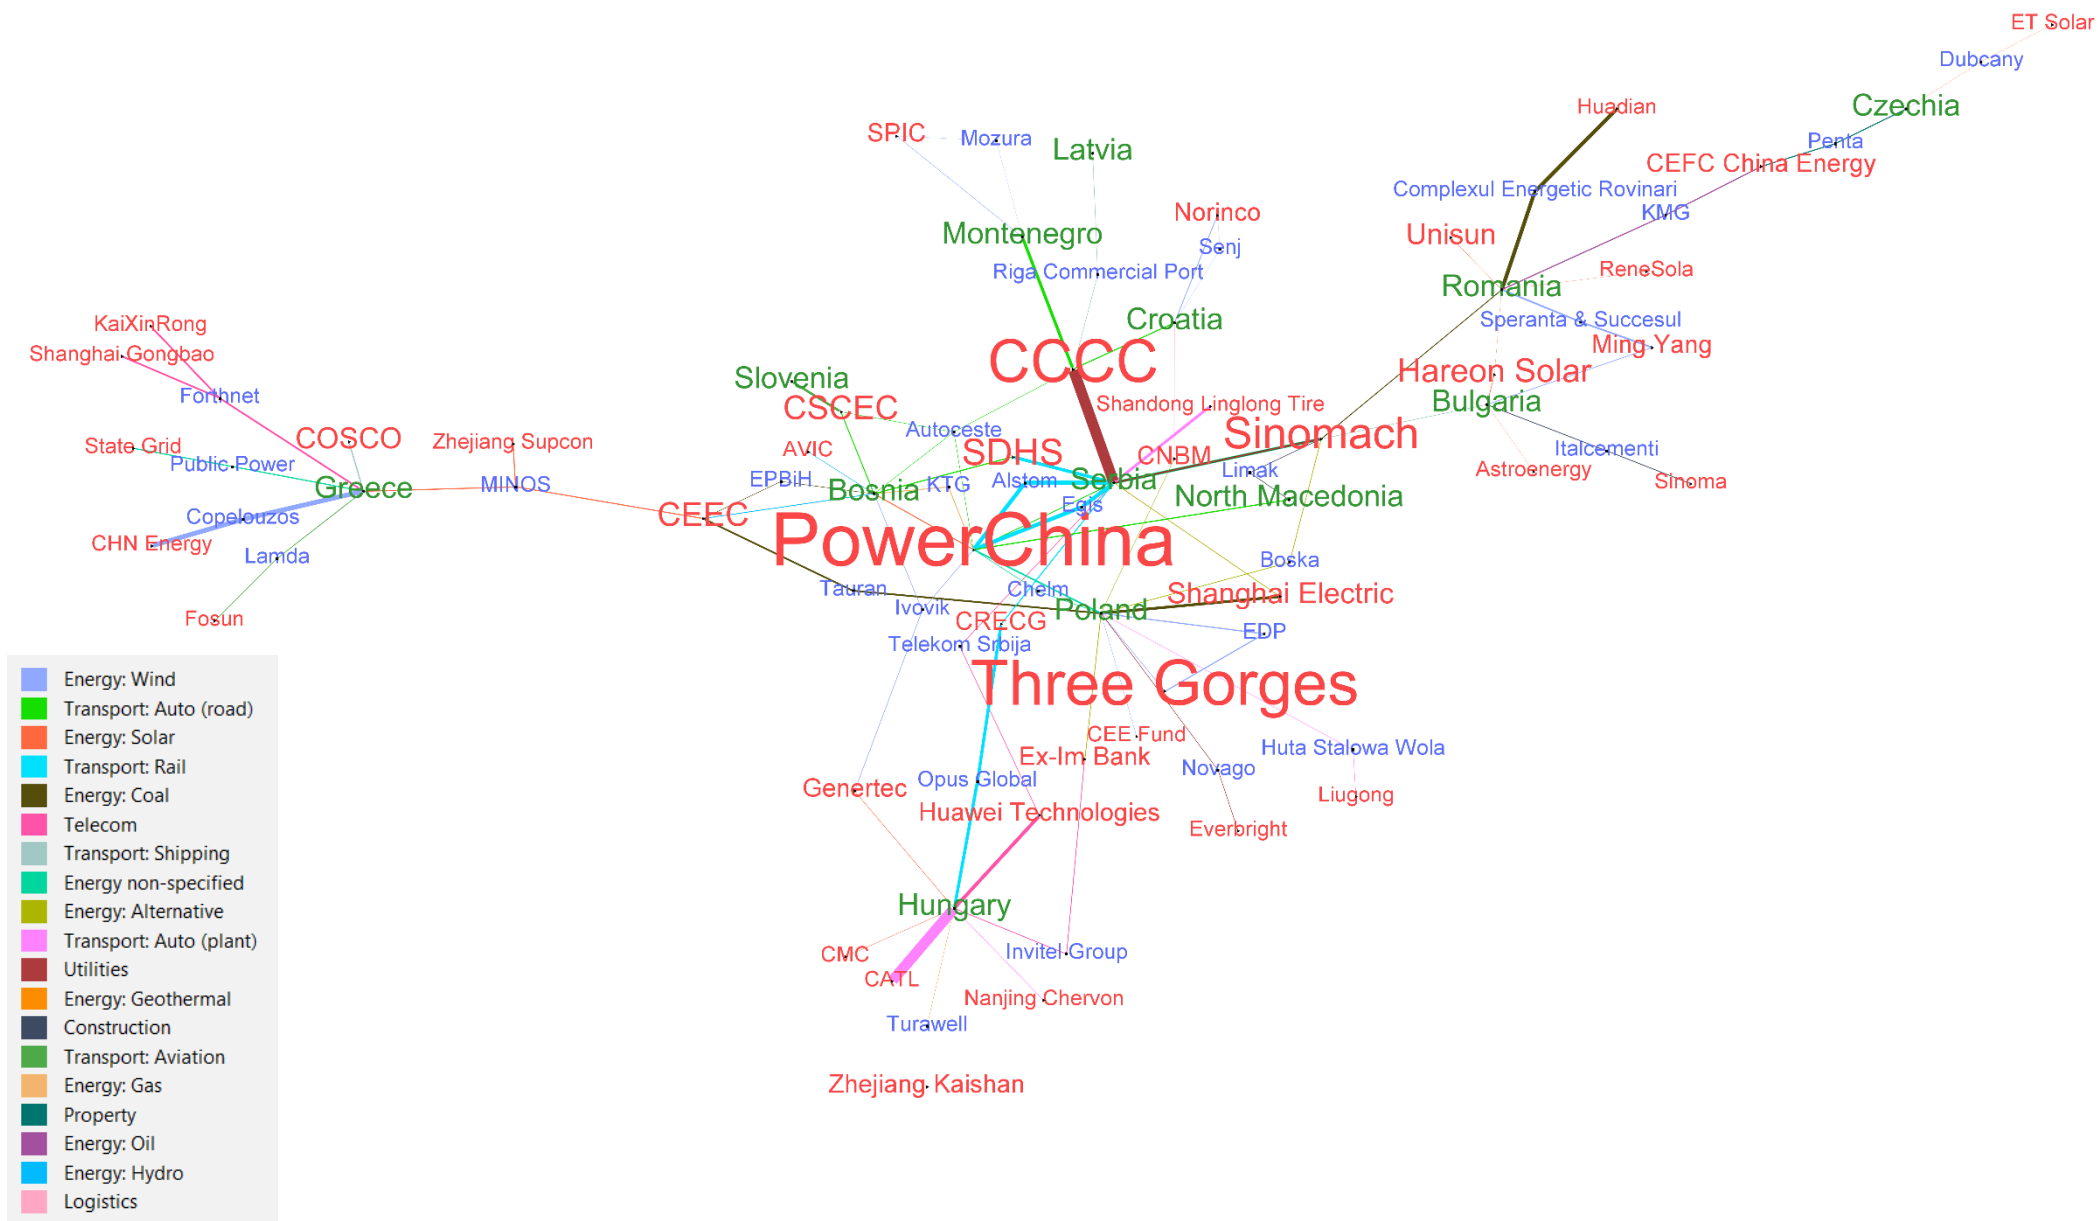 ET Solar
Dubcany
Czechia
Huadian
SPIC
Mozura
Latvia
Penta
CEFC China Energy
Complexul Energetic Rovinari
KMG
Norinco
Montenegro
Unisun
Senj
Riga Commercial Port
ReneSola
Romania
Croatia
Speranta & Succesul
KaiXinRong
Ming Yang
Shanghai Gongbao
CCCC
Hareon Solar
Slovenia
Forthnet
Bulgaria
Shandong Linglong Tire
CSCEC
Autoceste
Sinomach
COSCO
Zhejiang Supcon
State Grid
AVIC
SDHS
CNBM
Italcementi
Public Power
Limak
Astroenergy
EPBiH
Serbia
Alstom
Sinoma
MINOS
KTG
Greece
Bosnia
North Macedonia
Egis
Copelouzos
CEEC
PowerChina
CHN Energy
Lamda
Boska
Tauran
Chelm
Shanghai Electric
Ivovik
Poland
Fosun
CRECG
EDP
Telekom Srbija
Three Gorges
CEE Fund
Huta Stalowa Wola
Ex-Im Bank
Novago
Opus Global
Genertec
Liugong
Huawei Technologies
Everbright
Hungary
CMC
Invitel Group
CATL
Nanjing Chervon
Turawell
Zhejiang Kaishan
Energy: Wind
Transport: Auto (road)
Energy: Solar
Transport: Rail
Energy: Coal
Telecom
Transport: Shipping
Energy non-specified
Energy: Alternative
Transport: Auto (plant)
Utilities
Energy: Geothermal
Construction
Transport: Aviation
Energy: Gas
Property
Energy: Oil
Energy: Hydro
Logistics